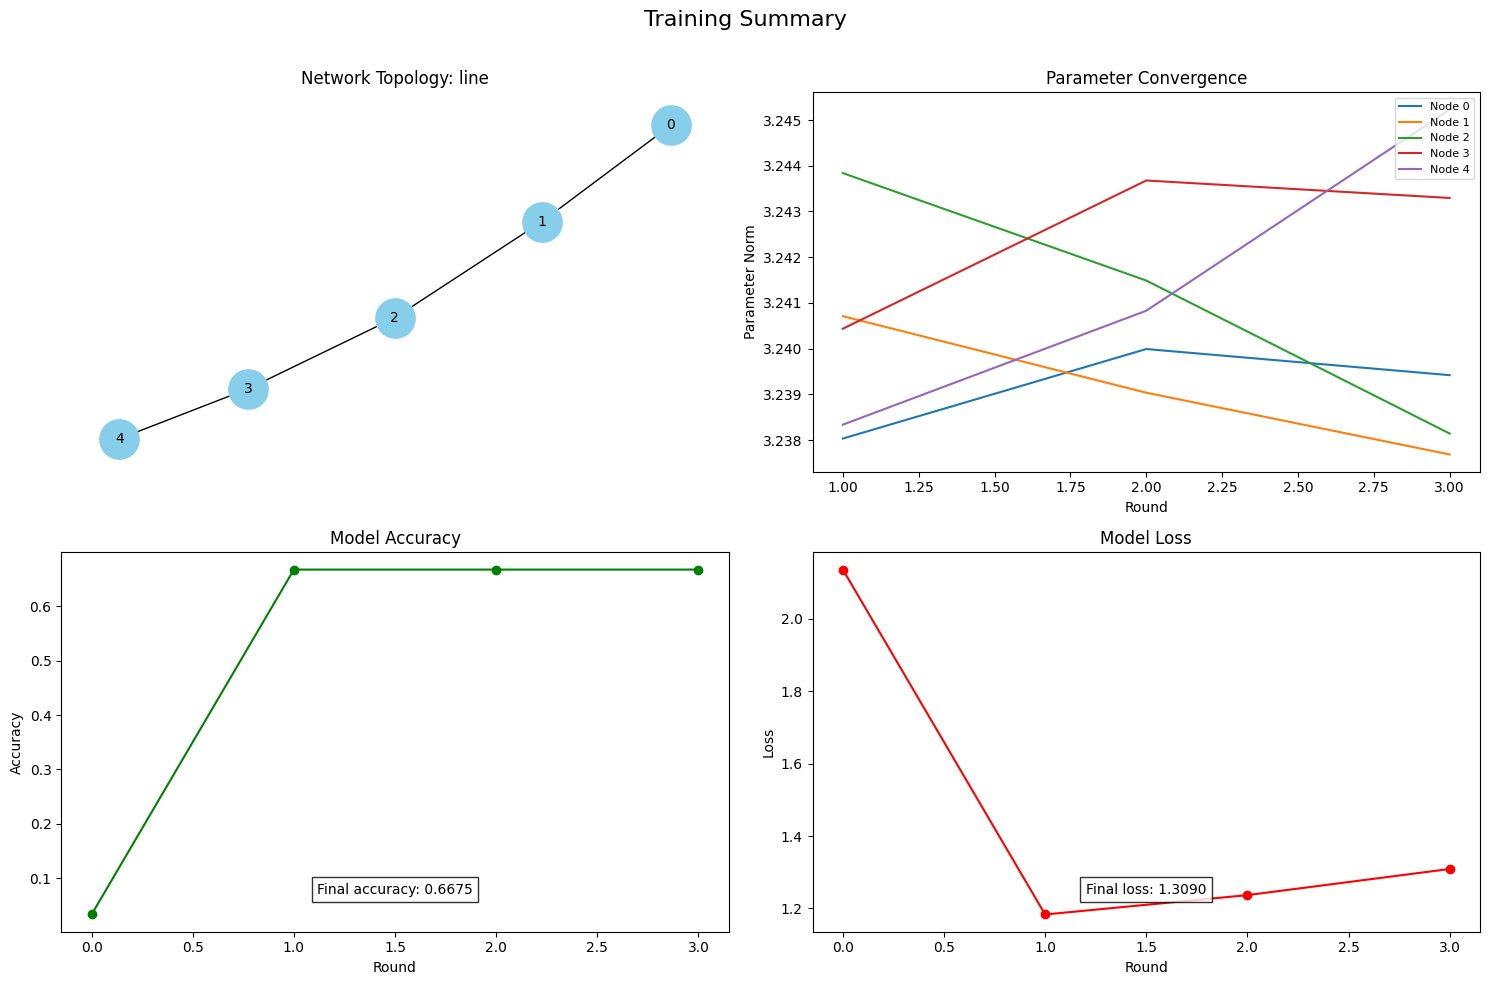 Training Summary
Network Topology: line
0
1
2
3
4
Parameter Convergence
Parameter Norm
3.245
3.244
3.243
3.242
3.241
3.240
3.239
3.238
Node 0
Node 1
Node 2
Node 3
Node 4
1.00 1.25 1.50 1.75 2.00 2.25 2.50 2.75 3.00
Round
Model Accuracy
Accuracy
0.6
0.5
0.4
0.3
0.2
0.1
Final accuracy: 0.6675
0.0 0.5 1.0 1.5 2.0 2.5 3.0
Round
Model Loss
Loss
2.0
1.8
1.6
1.4
1.2
Final loss: 1.3090
0.0 0.5 1.0 1.5 2.0 2.5 3.0
Round